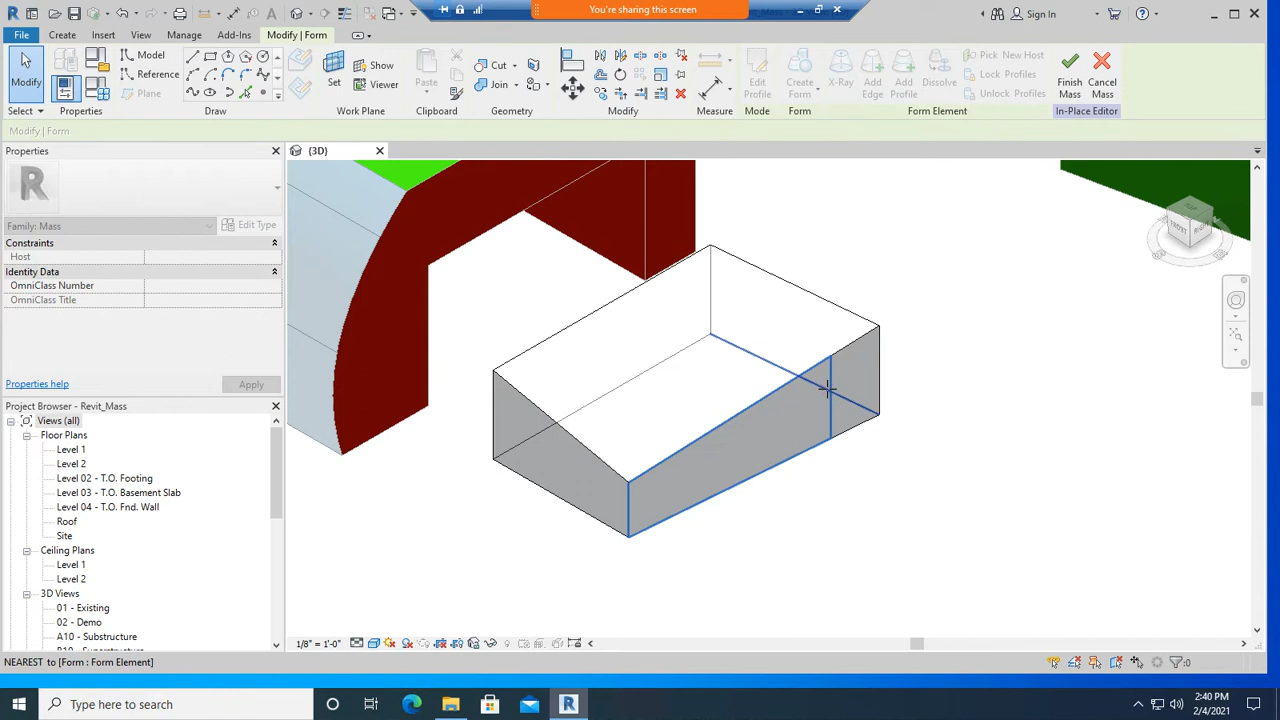 You're sharing this screen
Sign In
File Create Insert View Manage Add-Ins Modify | Form
Modify
Model
Reference
Plane
Set
Show
Viewer
Paste
Cut
Join
Edit Profile
Create Form
X-Ray
Add Edge
Add Profile
Dissolve
Pick New Host
Lock Profiles
Unlock Profiles
Finish Mass
Cancel Mass
Select Properties Draw Work Plane Clipboard Geometry Modify Measure Mode Form Form Element In-Place Editor
Modify | Form
Properties
{3D}
R
Family: Mass
Edit Type
Constraints
Host
Identity Data
OmniClass Number
OmniClass Title
Properties help
Apply
Project Browser - Revit_Mass
Views (all)
Floor Plans
Level 1
Level 2
Level 02 - T.O. Footing
Level 03 - T.O. Basement Slab
Level 04 - T.O. Fnd. Wall
Roof
Site
Ceiling Plans
Level 1
Level 2
3D Views
01 - Existing
02 - Demo
A10 - Substructure
TOP
FRONT
RIGHT
1/8" = 1'-0"
NEAREST to [Form : Form Element]
:0
Type here to search
2:40 PM
2/4/2021